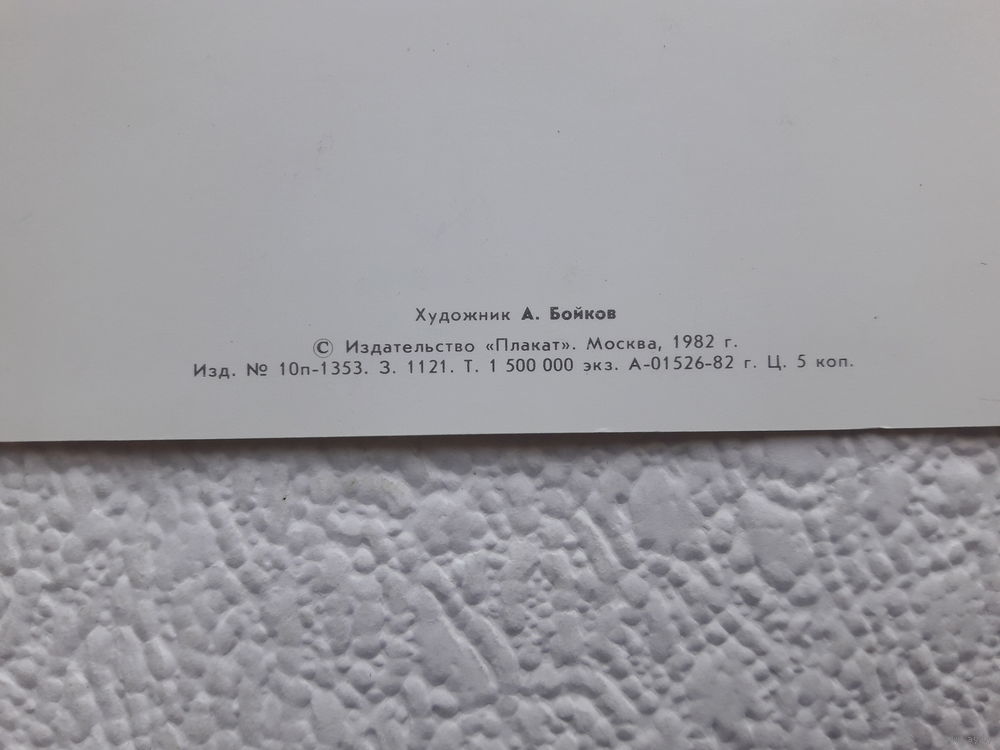 Художник А. Бойков
© Издательство «Плакат». Москва, 1982 г.
Изд. № 10п-1353. З. 1121. Т. 1 500 000 экз. А-01526-82 г. Ц. 5 коп.